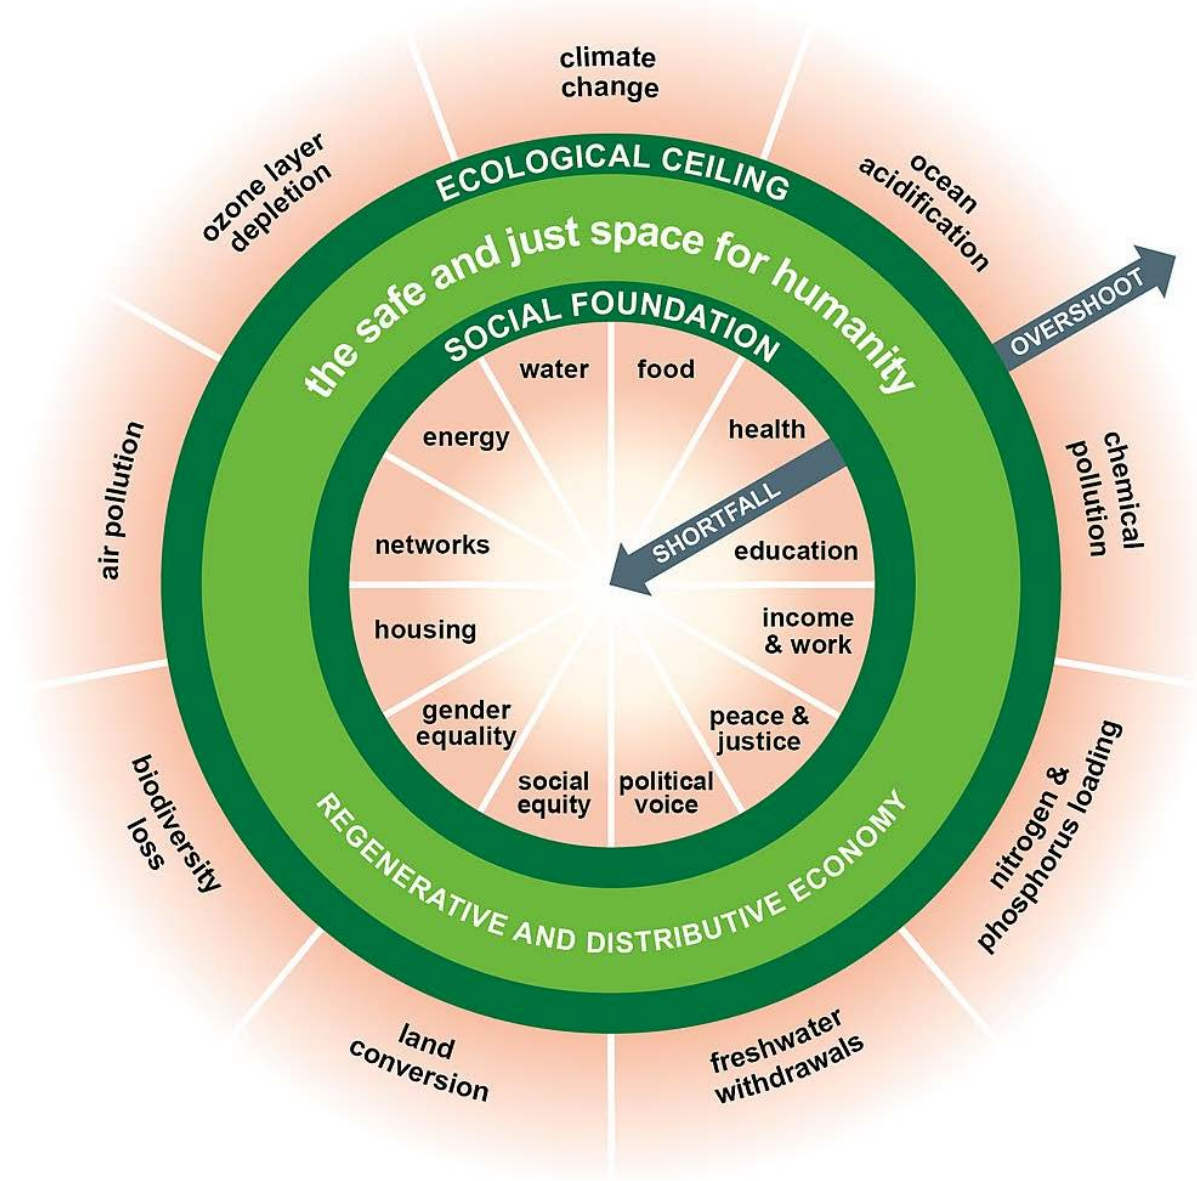 climate
change
ocean
acidification
chemical
pollution
nitrogen &
phosphorus loading
freshwater
withdrawals
land
conversion
biodiversity
loss
air pollution
ozone layer
depletion
OVERSHOOT
ECOLOGICAL CEILING
the safe and just space for humanity
SOCIAL FOUNDATION
water
food
health
SHORTFALL
education
income
& work
peace &
justice
political
voice
social
equity
gender
equality
housing
networks
energy
REGENERATIVE AND DISTRIBUTIVE ECONOMY